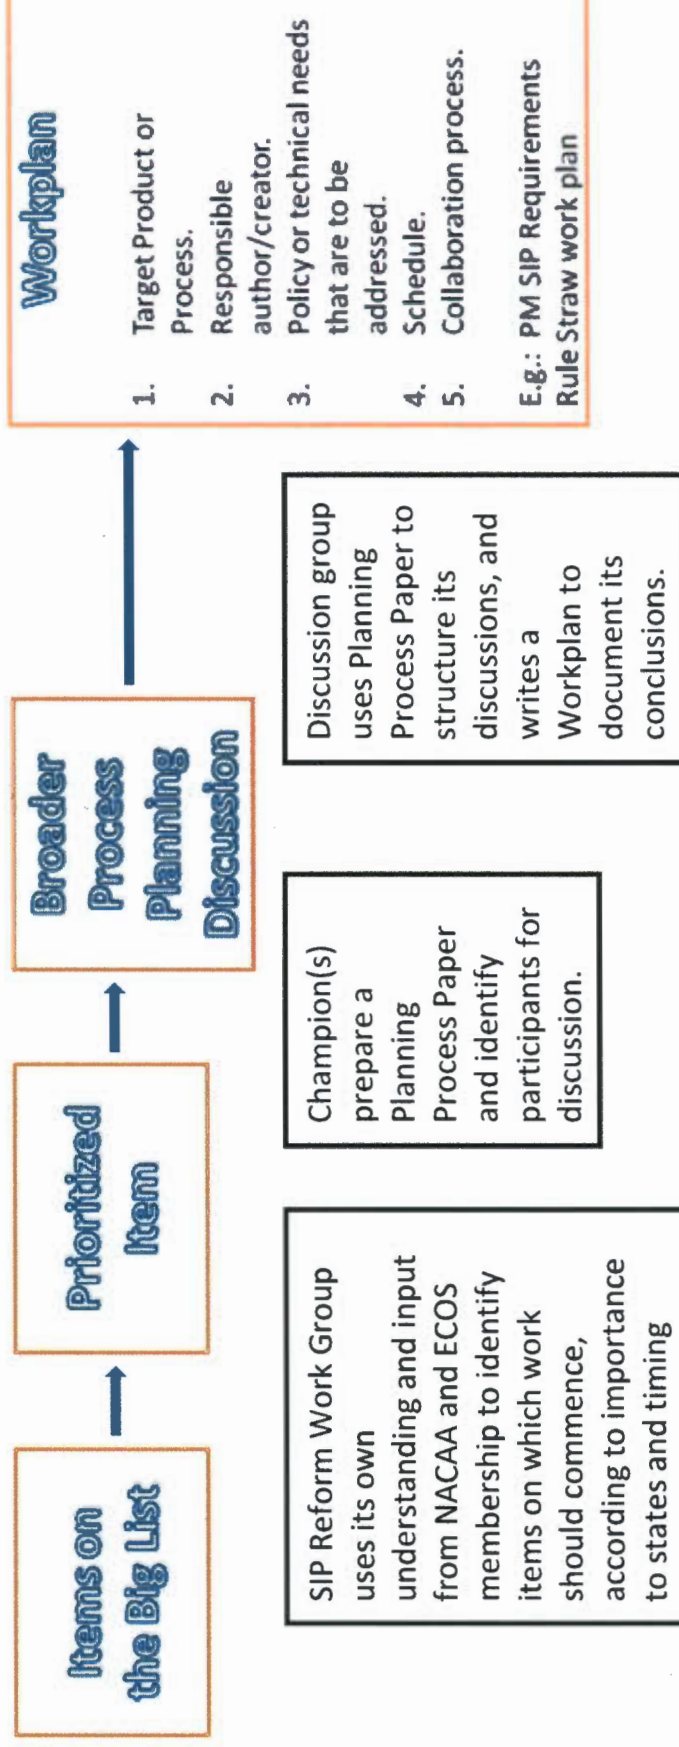 Items on
the Big List
Prioritized
Item
Broader
Process
Planning
Discussion
Workplan
1. Target Product or
Process.
2. Responsible
author/creator.
3. Policy or technical needs
that are to be
addressed.
4. Schedule.
5. Collaboration process.
E.g.: PM SIP Requirements
Rule Straw work plan
SIP Reform Work Group
uses its own
understanding and input
from NACAA and ECOS
membership to identify
items on which work
should commence,
according to importance
to states and timing
Champion(s)
prepare a
Planning
Process Paper
and identify
participants for
discussion.
Discussion group
uses Planning
Process Paper to
structure its
discussions, and
writes a
Workplan to
document its
conclusions.